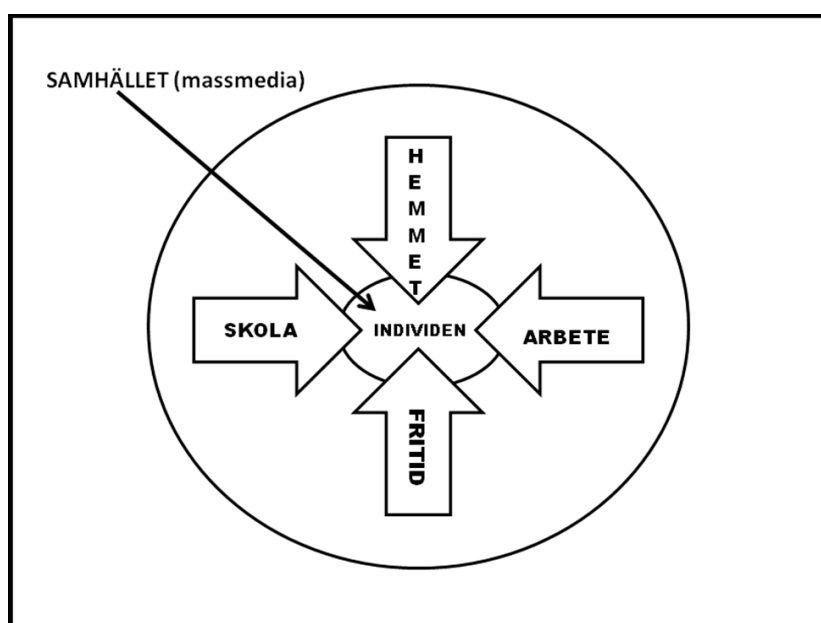 SAMHÄLLET (massmedia)
HEMMET
SKOLA
INDIVIDEN
ARBETE
FRITID